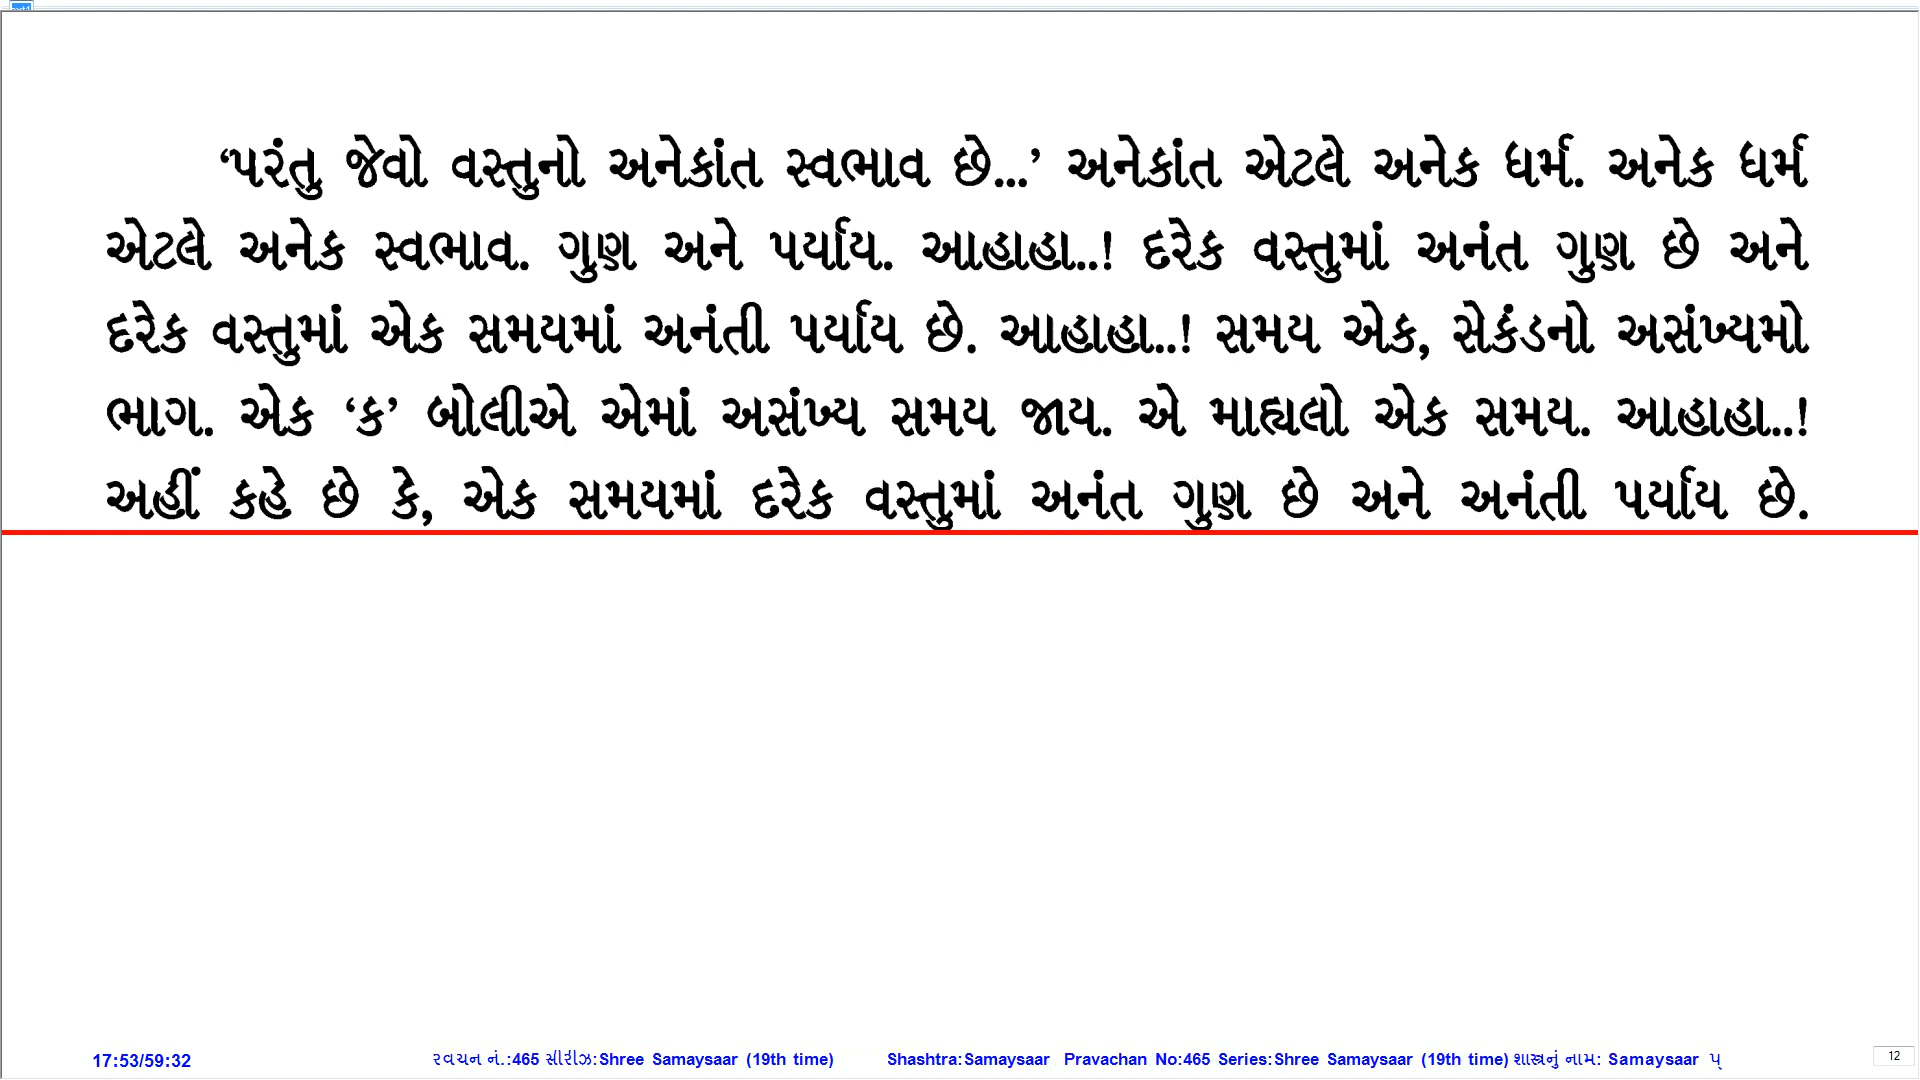 ‘પરંતુ જેવો વસ્તુનો અનેકાંત સ્વભાવ છે...’ અનેકાંત એટલે અનેક ધર્મ. અનેક ધર્મ
એટલે અનેક સ્વભાવ. ગુણ અને પર્યાય. આહાહા..! દરેક વસ્તુમાં અનંત ગુણ છે અને
દરેક વસ્તુમાં એક સમયમાં અનંતી પર્યાય છે. આહાહા..! સમય એક, સેકંડનો અસંખ્યમો
ભાગ. એક ‘ક’ બોલીએ એમાં અસંખ્ય સમય જાય. એ માહ્યલો એક સમય. આહાહા..!
અહીં કહે છે કે, એક સમયમાં દરેક વસ્તુમાં અનંત ગુણ છે અને અનંતી પર્યાય છે.
17:53/59:32 રવચન નં.:465 સીરીઝ:Shree Samaysaar (19th time) Shashtra:Samaysaar Pravachan No:465 Series:Shree Samaysaar (19th time) શાસ્ત્રનું નામ: Samaysaar પ્ 12